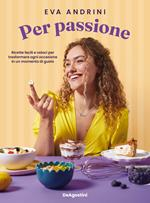 EVA ANDRINI
Per passione
Ricette facili e veloci per
trasformare ogni occasione
in un momento di gusto
DeAgostini